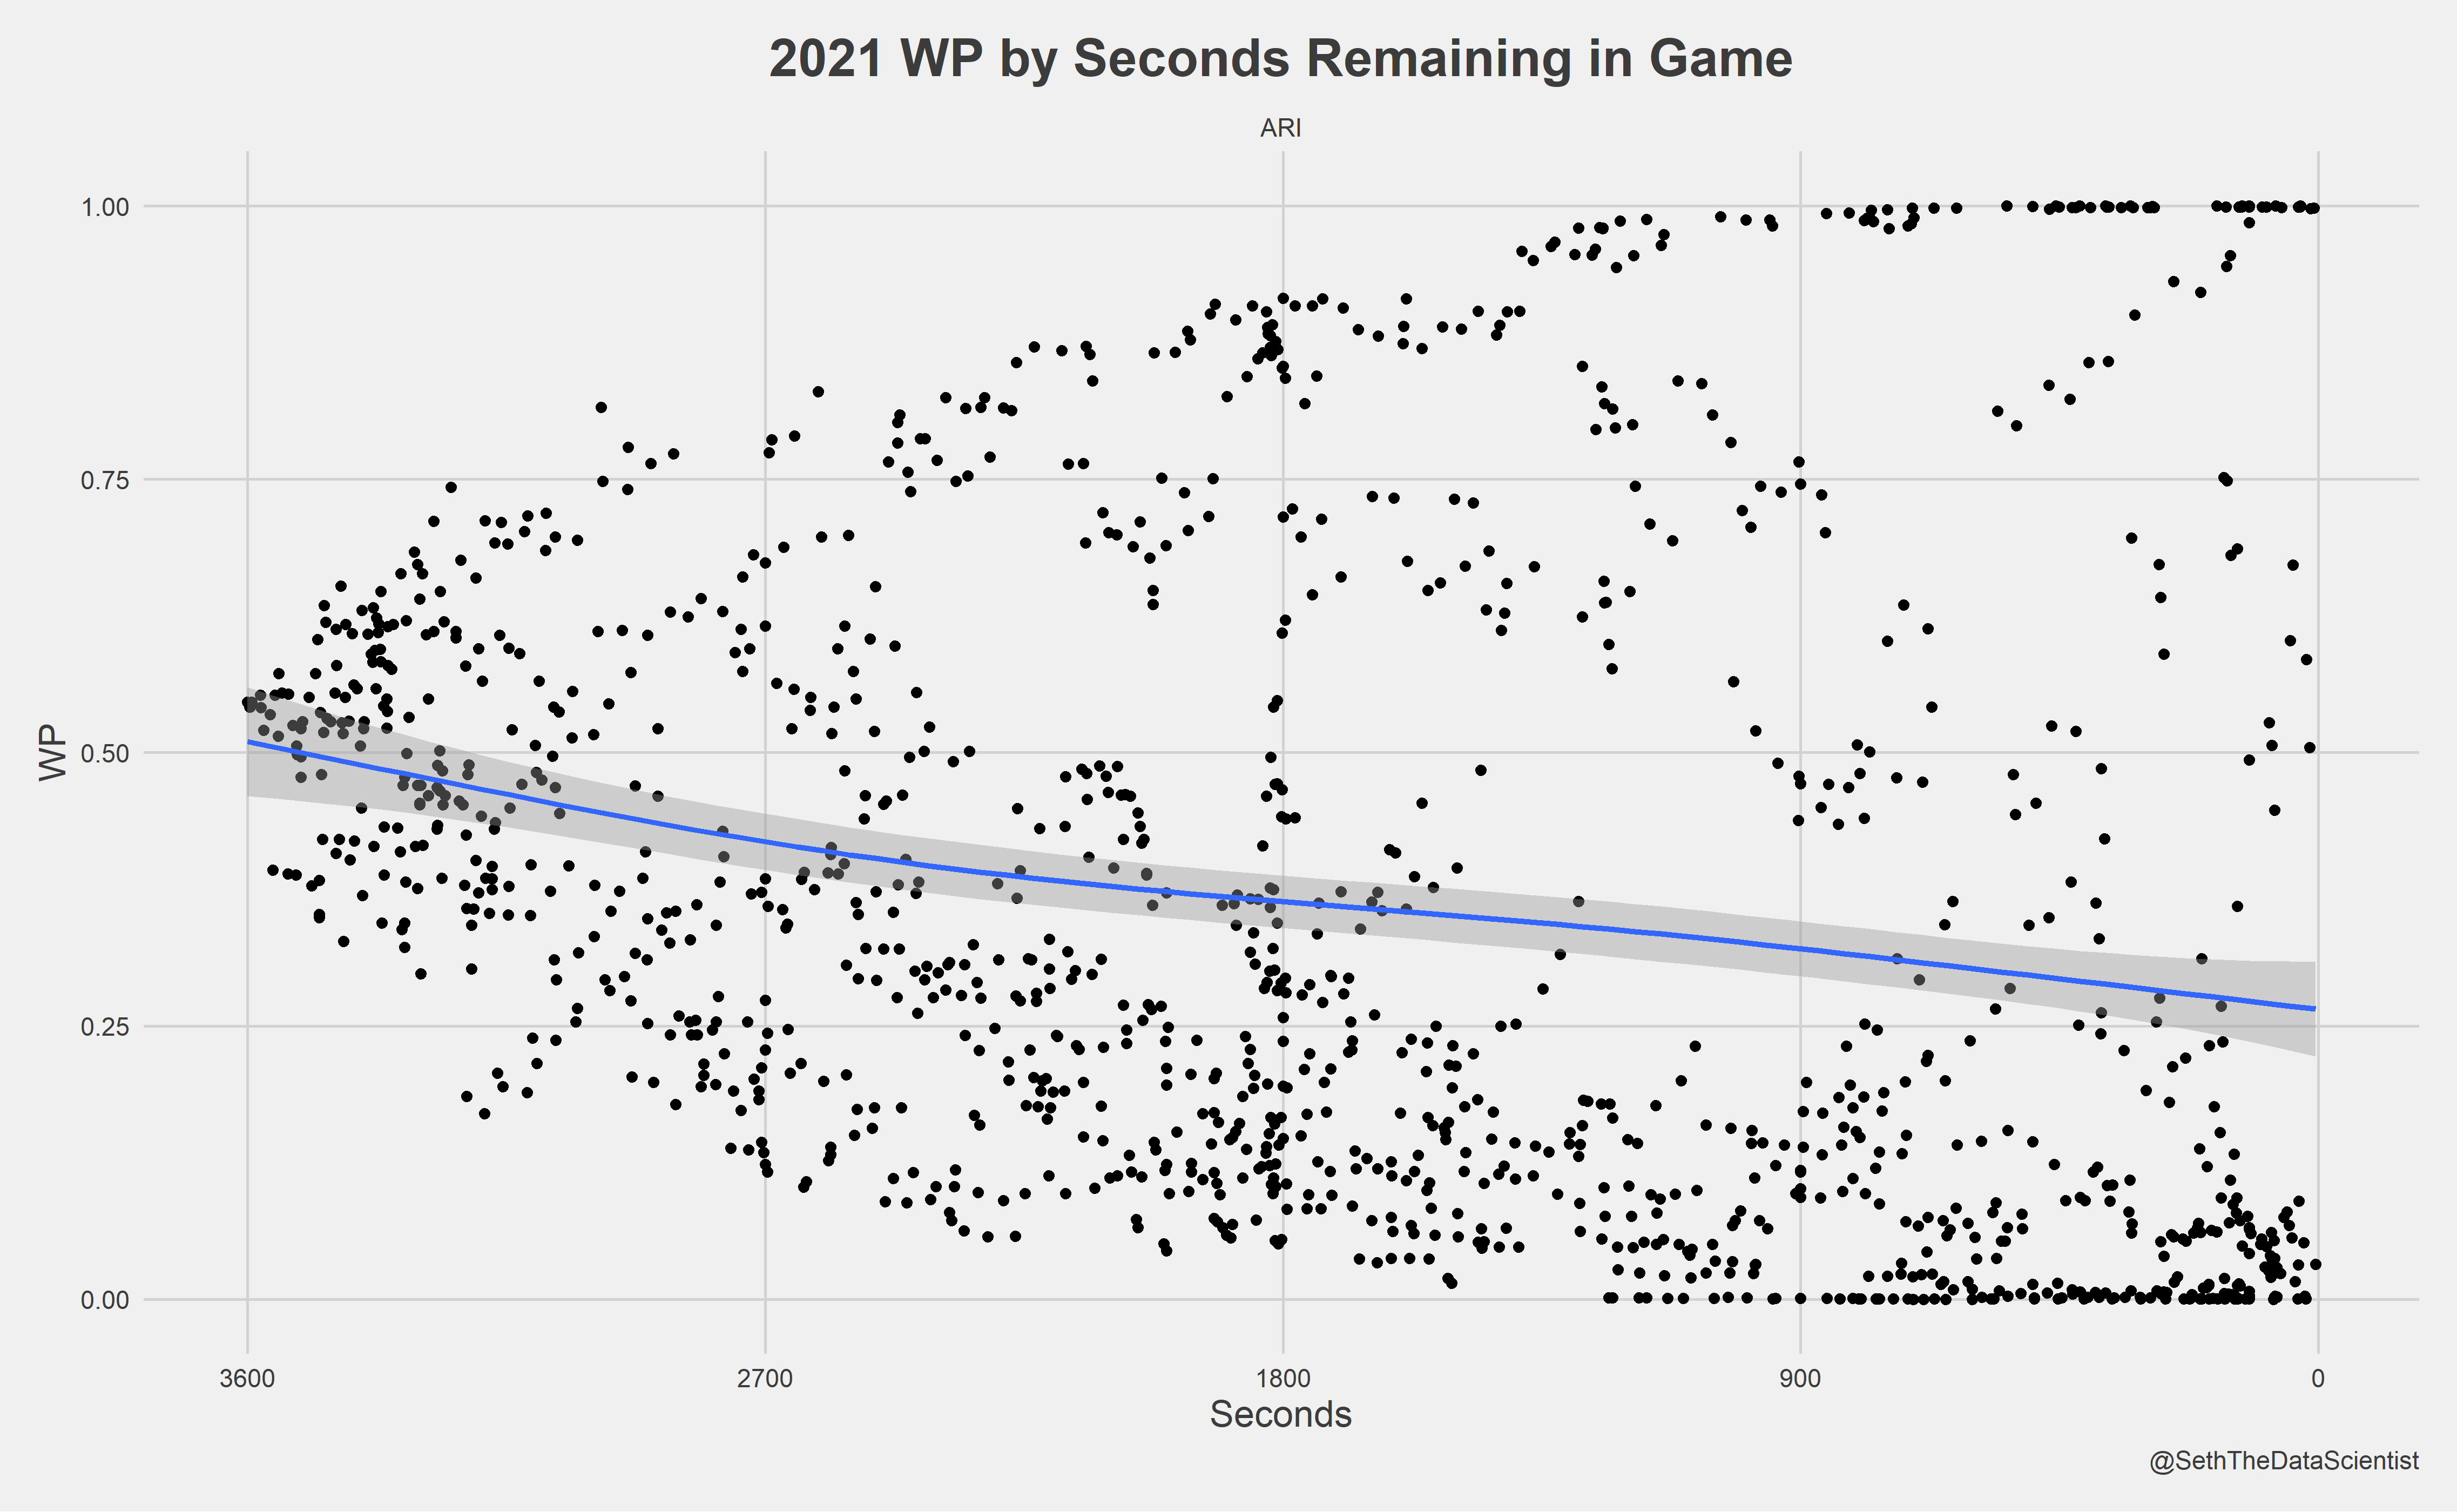 2021 WP by Seconds Remaining in Game
ARI
1.00
0.75
0.50
0.25
0.00
WP
3600 2700 1800 900 0
Seconds
@SethTheDataScientist